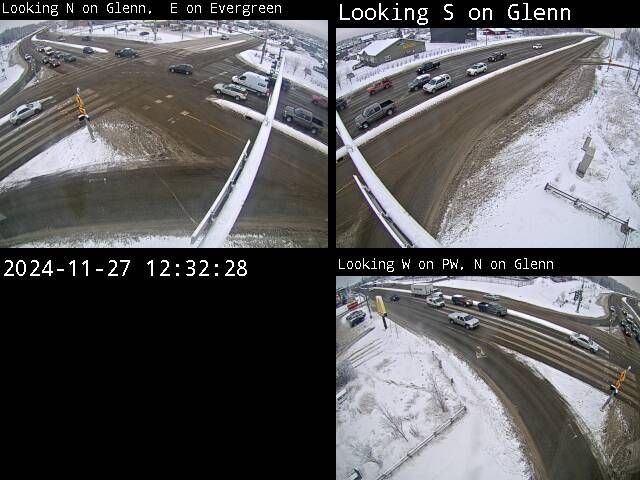 Looking N on Glenn,  E on Evergreen
Looking S on Glenn
2024-11-27 12:32:28
Looking W on PW, N on Glenn